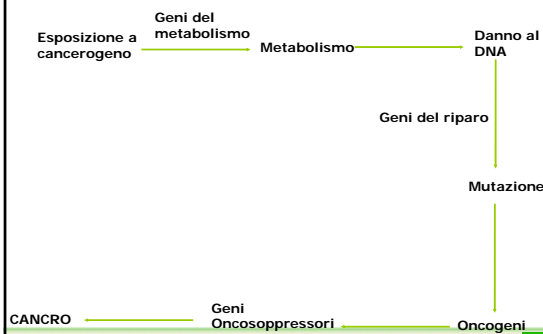 Geni del
metabolismo
Esposizione a
cancerogeno
Metabolismo
Danno al
DNA
Geni del riparo
Mutazione
Oncogeni
Geni
Oncosoppressori
CANCRO